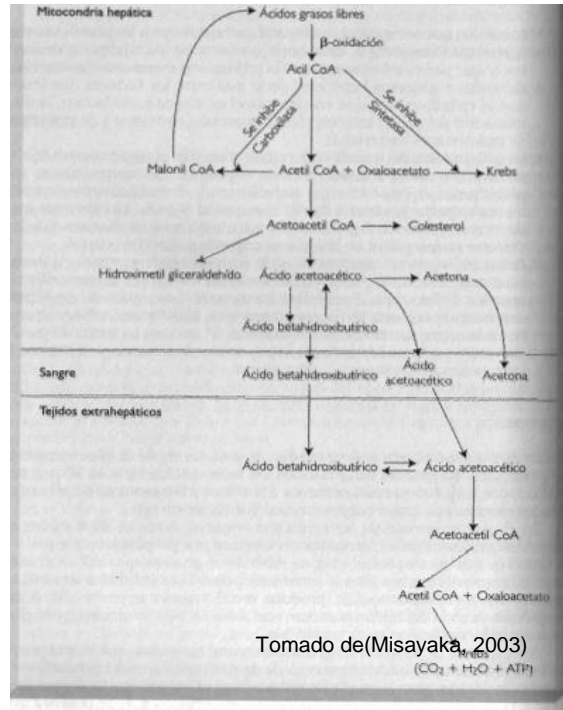 Mitocondria hepática
Ácidos grasos libres
β-oxidación
Acil CoA
Se inhibe
Carboxilasa
Se inhibe
Sintetasa
Malonil CoA
Acetil CoA + Oxaloacetato
Krebs
Acetoacetil CoA
Colesterol
Hidroximetil gliceraldehído
Ácido acetoacético
Acetona
Ácido betahidroxibutírico
Sangre
Ácido betahidroxibutírico
Ácido
acetoacético
Acetona
Tejidos extrahepáticos
Ácido betahidroxibutírico
Ácido acetoacético
Acetoacetil CoA
Acetil CoA + Oxaloacetato
Tomado de(Misayaka, 2003)
Krebs
(CO₂ + H₂O + ATP)